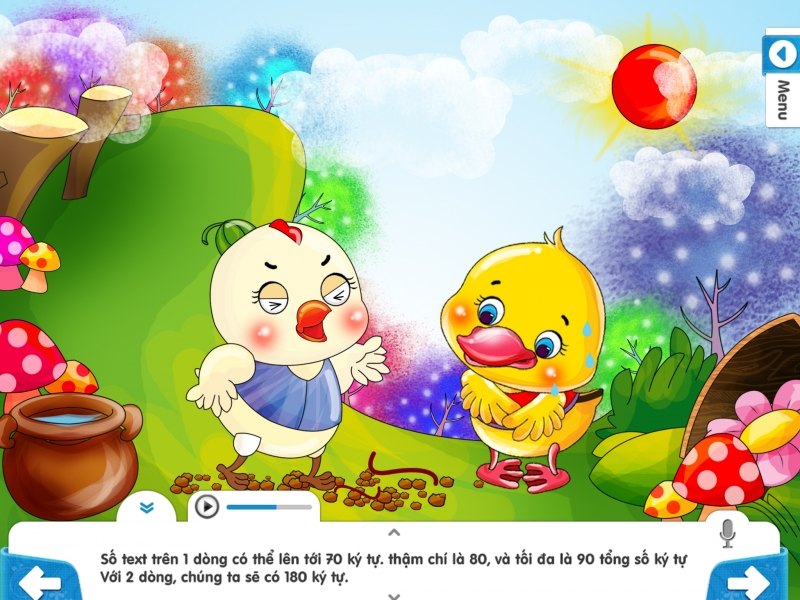 Menu
Số text trên 1 dòng có thể lên tới 70 ký tự. thậm chí là 80, và tối đa là 90 tổng số ký tự
Với 2 dòng, chúng ta sẽ có 180 ký tự.